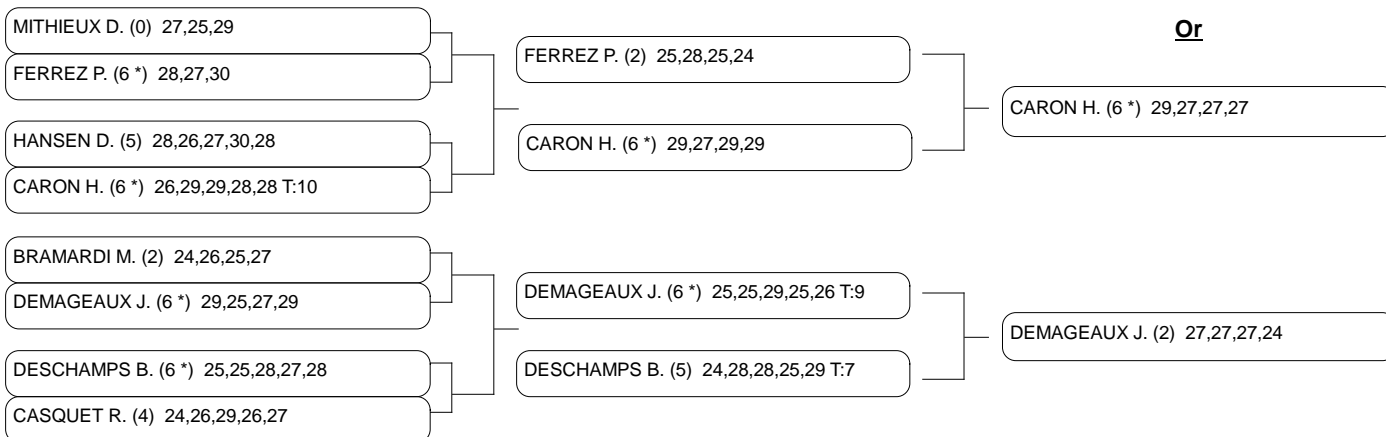 MITHIEUX D. (0) 27,25,29
FERREZ P. (6 *) 28,27,30
HANSEN D. (5) 28,26,27,30,28
CARON H. (6 *) 26,29,29,28,28 T:10
BRAMARDI M. (2) 24,26,25,27
DEMAGEAUX J. (6 *) 29,25,27,29
DESCHAMPS B. (6 *) 25,25,28,27,28
CASQUET R. (4) 24,26,29,26,27
FERREZ P. (2) 25,28,25,24
CARON H. (6 *) 29,27,29,29
DEMAGEAUX J. (6 *) 25,25,29,25,26 T:9
DESCHAMPS B. (5) 24,28,28,25,29 T:7
Or
CARON H. (6 *) 29,27,27,27
DEMAGEAUX J. (2) 27,27,27,24